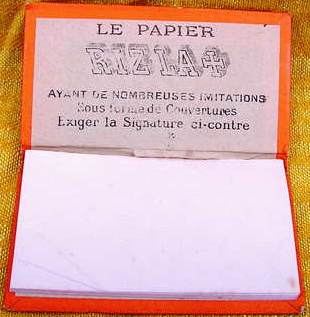 LE PAPIER
RIZ LA✠
AYANT DE NOMBREUSES IMITATIONS
Sous forme de Couvertures
Exiger la Signature ci-contre